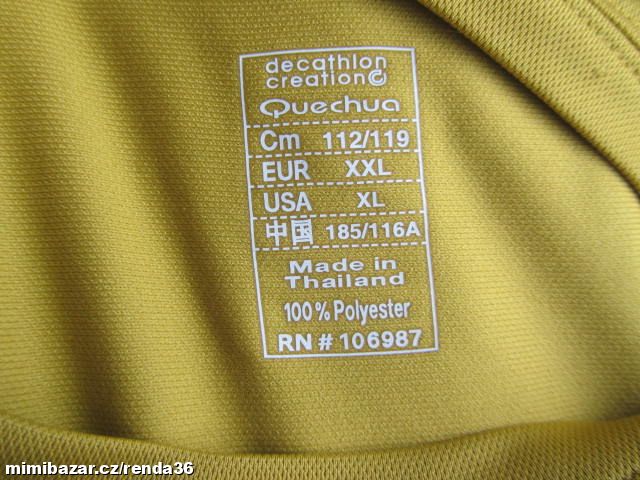 decathlon
creation
Quechua
Cm 112/119
EUR XXL
USA XL
中国 185/116A
Made in
Thailand
100% Polyester
RN # 106987
mimibazar.cz/renda36